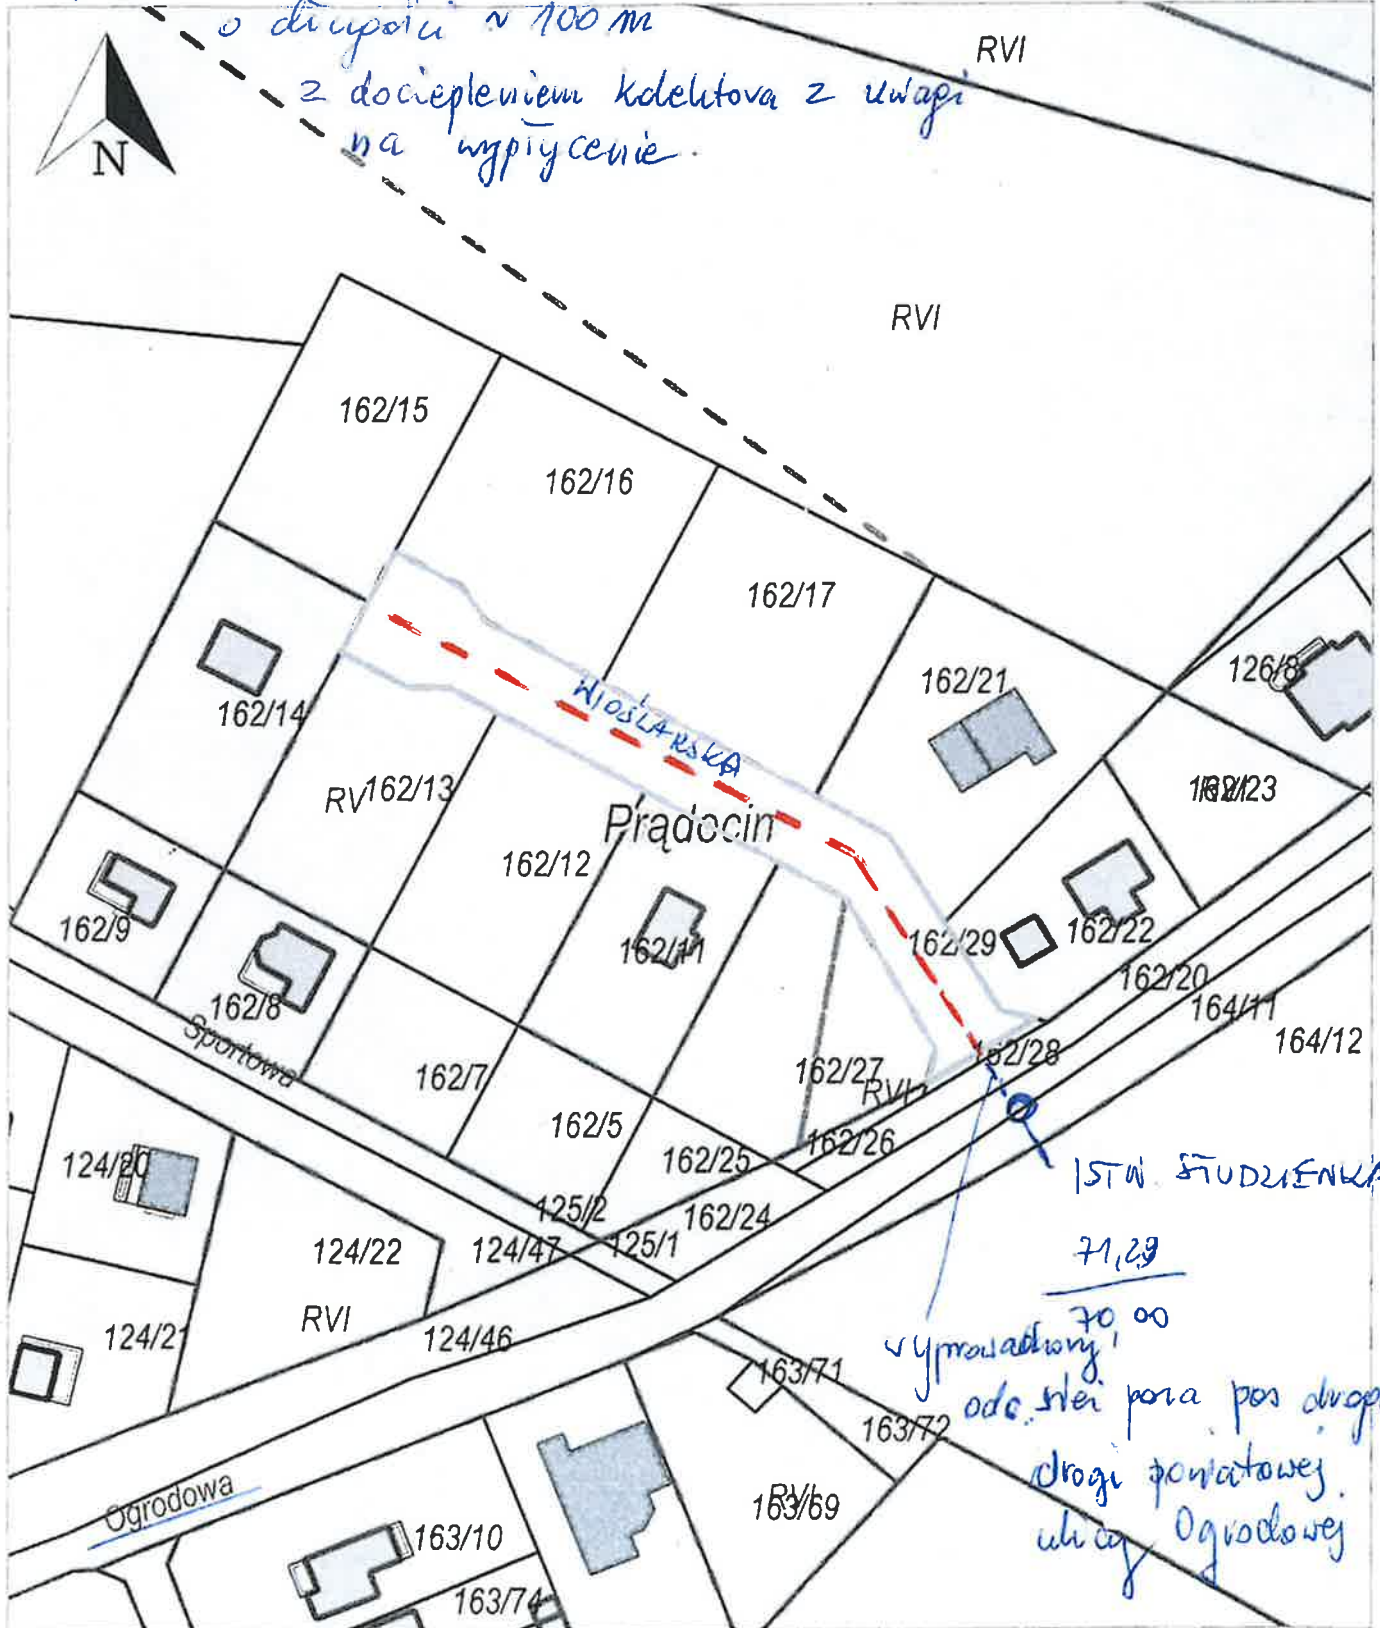 o długości ~ 100 m
z dociepleniem kolektora z uwagi
na wypłycenie.
N
RVI
RVI
162/15
162/16
162/17
162/14
162/21
126/8
RV 162/13
WIOŚLARSKA
162/23
Prądocin
162/12
162/9
162/11
162/29
162/22
162/8
162/20
164/11
164/12
Sportowa
162/7
162/27
162/28
RVI
162/5
162/26
162/25
ISTN. STUDZIENKA
124/20
125/2
162/24
124/22
124/47
125/1
71,29
70,00
RVI
124/21
124/46
wyprowadzony
odc. sieci poza pas drog
drogi powiatowej
ulicy Ogrodowej
163/71
163/72
RVI
163/69
Ogrodowa
163/10
163/74